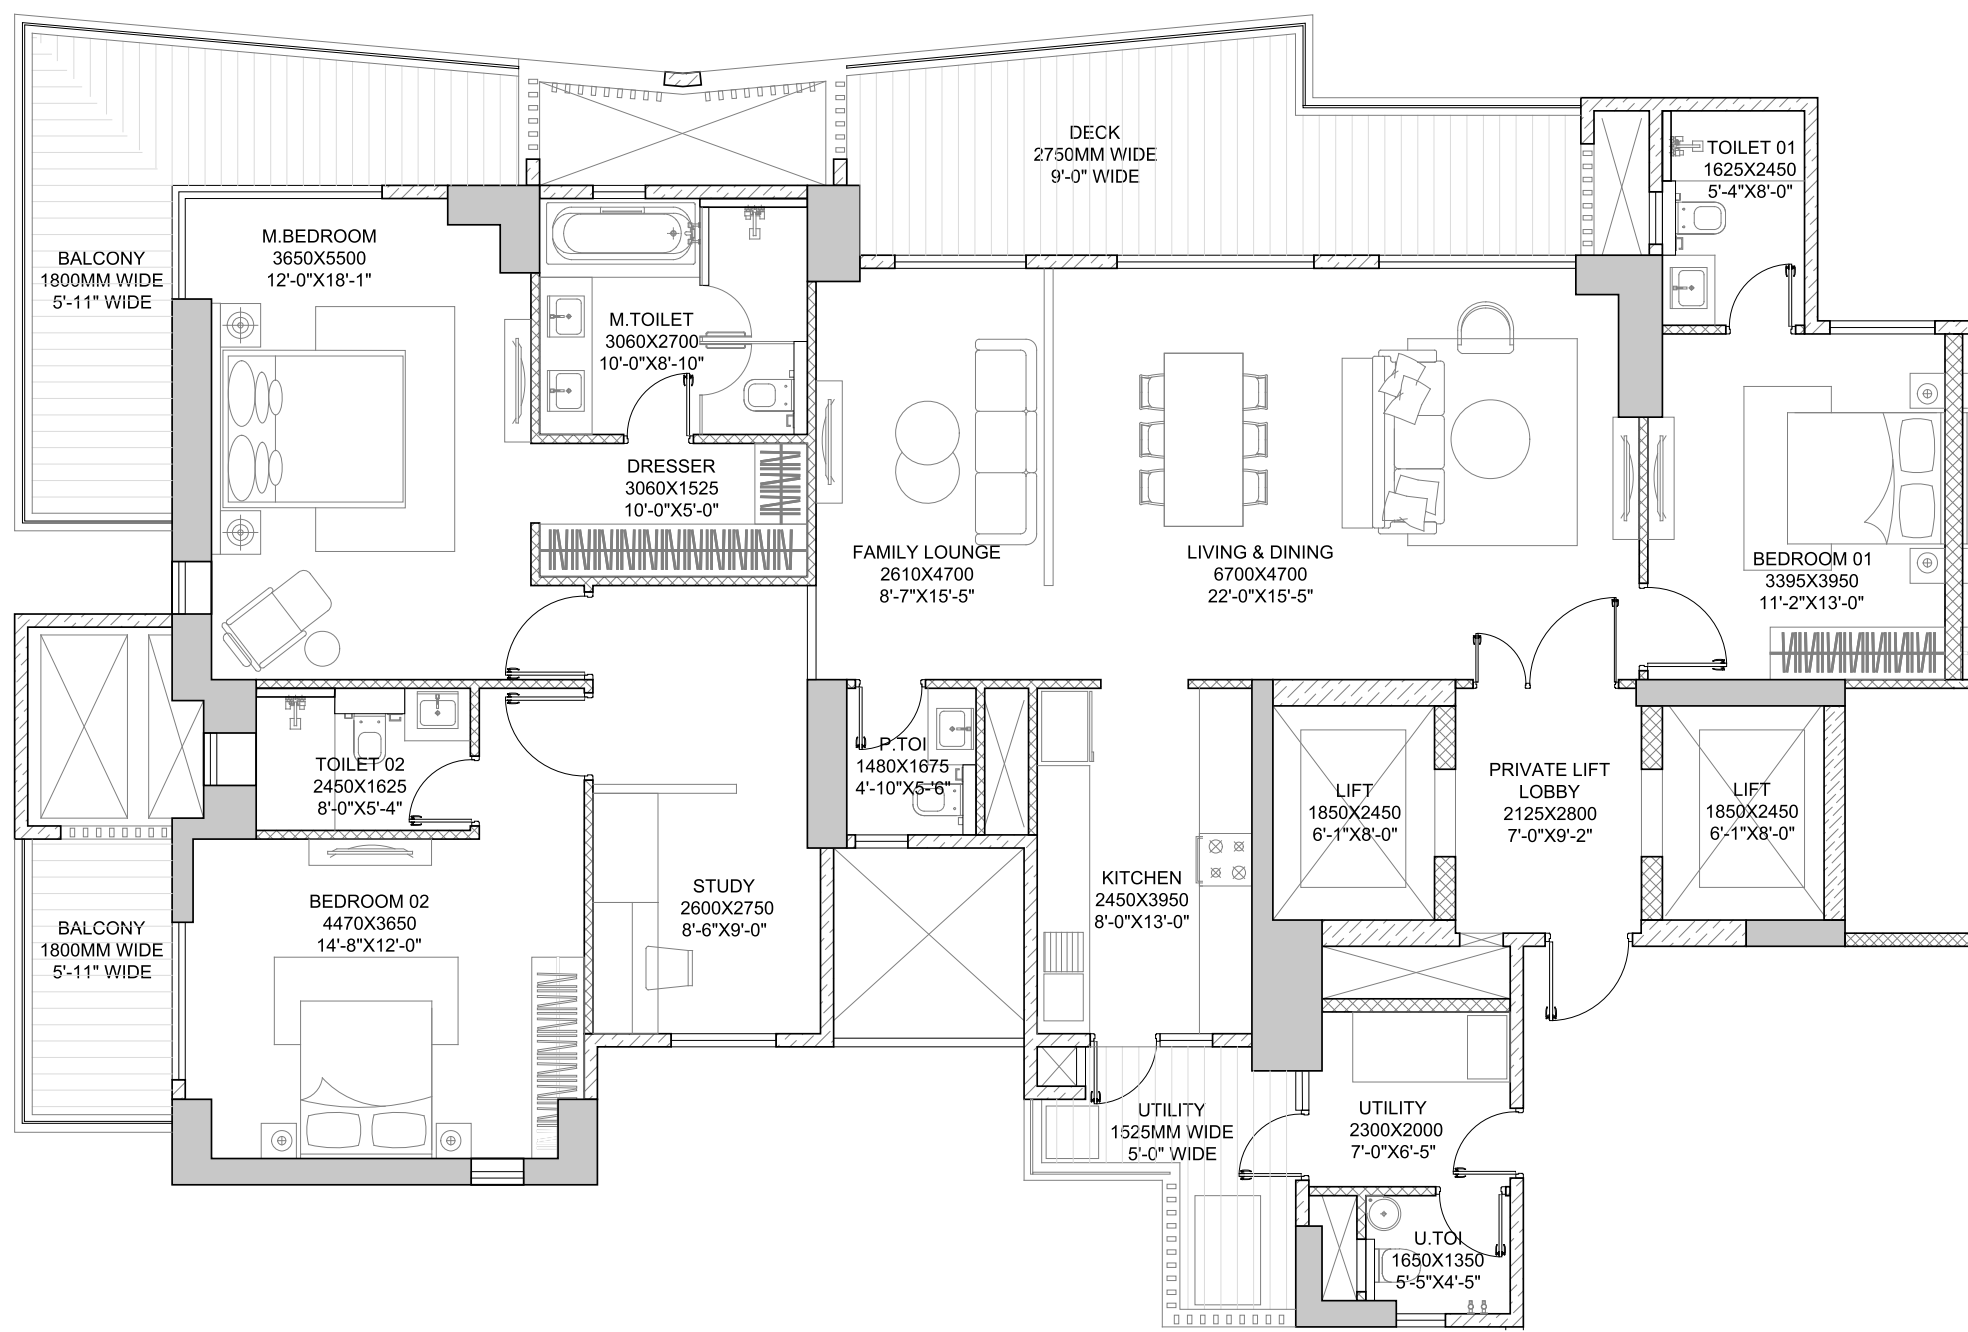 DECK
2750MM WIDE
9'-0" WIDE
TOILET 01
1625X2450
5'-4"X8'-0"
BALCONY
1800MM WIDE
5'-11" WIDE
M.BEDROOM
3650X5500
12'-0"X18'-1"
M.TOILET
3060X2700
10'-0"X8'-10"
DRESSER
3060X1525
10'-0"X5'-0"
FAMILY LOUNGE
2610X4700
8'-7"X15'-5"
LIVING & DINING
6700X4700
22'-0"X15'-5"
BEDROOM 01
3395X3950
11'-2"X13'-0"
TOILET 02
2450X1625
8'-0"X5'-4"
P.TOI
1480X1675
4'-10"X5'-6"
LIFT
1850X2450
6'-1"X8'-0"
PRIVATE LIFT
LOBBY
2125X2800
7'-0"X9'-2"
LIFT
1850X2450
6'-1"X8'-0"
BALCONY
1800MM WIDE
5'-11" WIDE
BEDROOM 02
4470X3650
14'-8"X12'-0"
STUDY
2600X2750
8'-6"X9'-0"
KITCHEN
2450X3950
8'-0"X13'-0"
UTILITY
1525MM WIDE
5'-0" WIDE
UTILITY
2300X2000
7'-0"X6'-5"
U.TOI
1650X1350
5'-5"X4'-5"